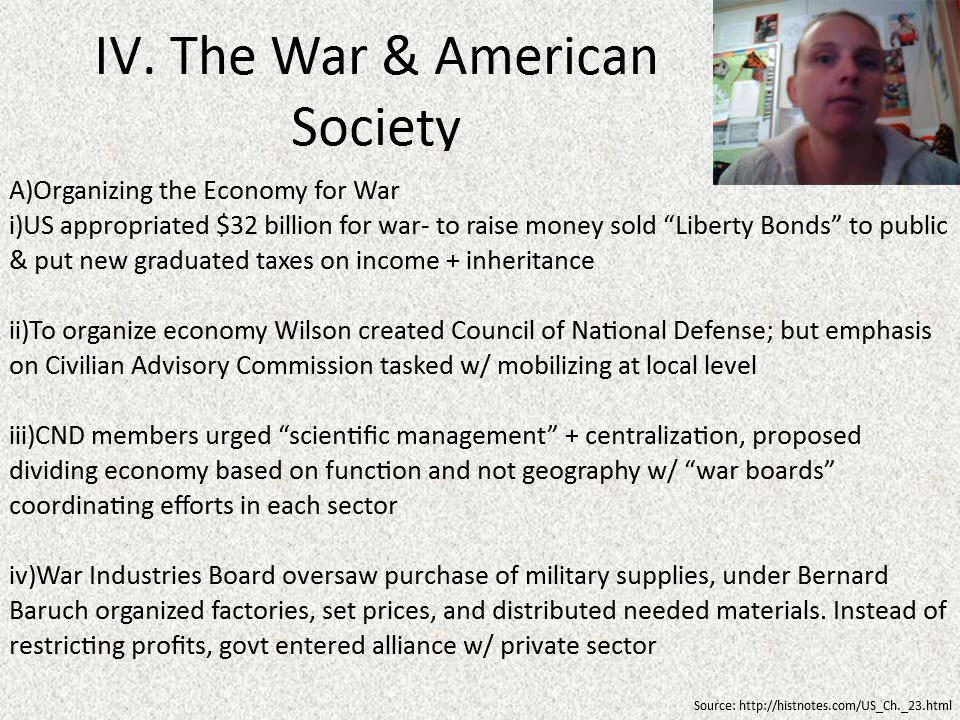 IV. The War & American
Society
A)Organizing the Economy for War
i)US appropriated $32 billion for war- to raise money sold “Liberty Bonds” to public
& put new graduated taxes on income + inheritance
ii)To organize economy Wilson created Council of National Defense; but emphasis
on Civilian Advisory Commission tasked w/ mobilizing at local level
iii)CND members urged “scientific management” + centralization, proposed
dividing economy based on function and not geography w/ “war boards”
coordinating efforts in each sector
iv)War Industries Board oversaw purchase of military supplies, under Bernard
Baruch organized factories, set prices, and distributed needed materials. Instead of
restricting profits, govt entered alliance w/ private sector
Source: http://histnotes.com/US_Ch._23.html